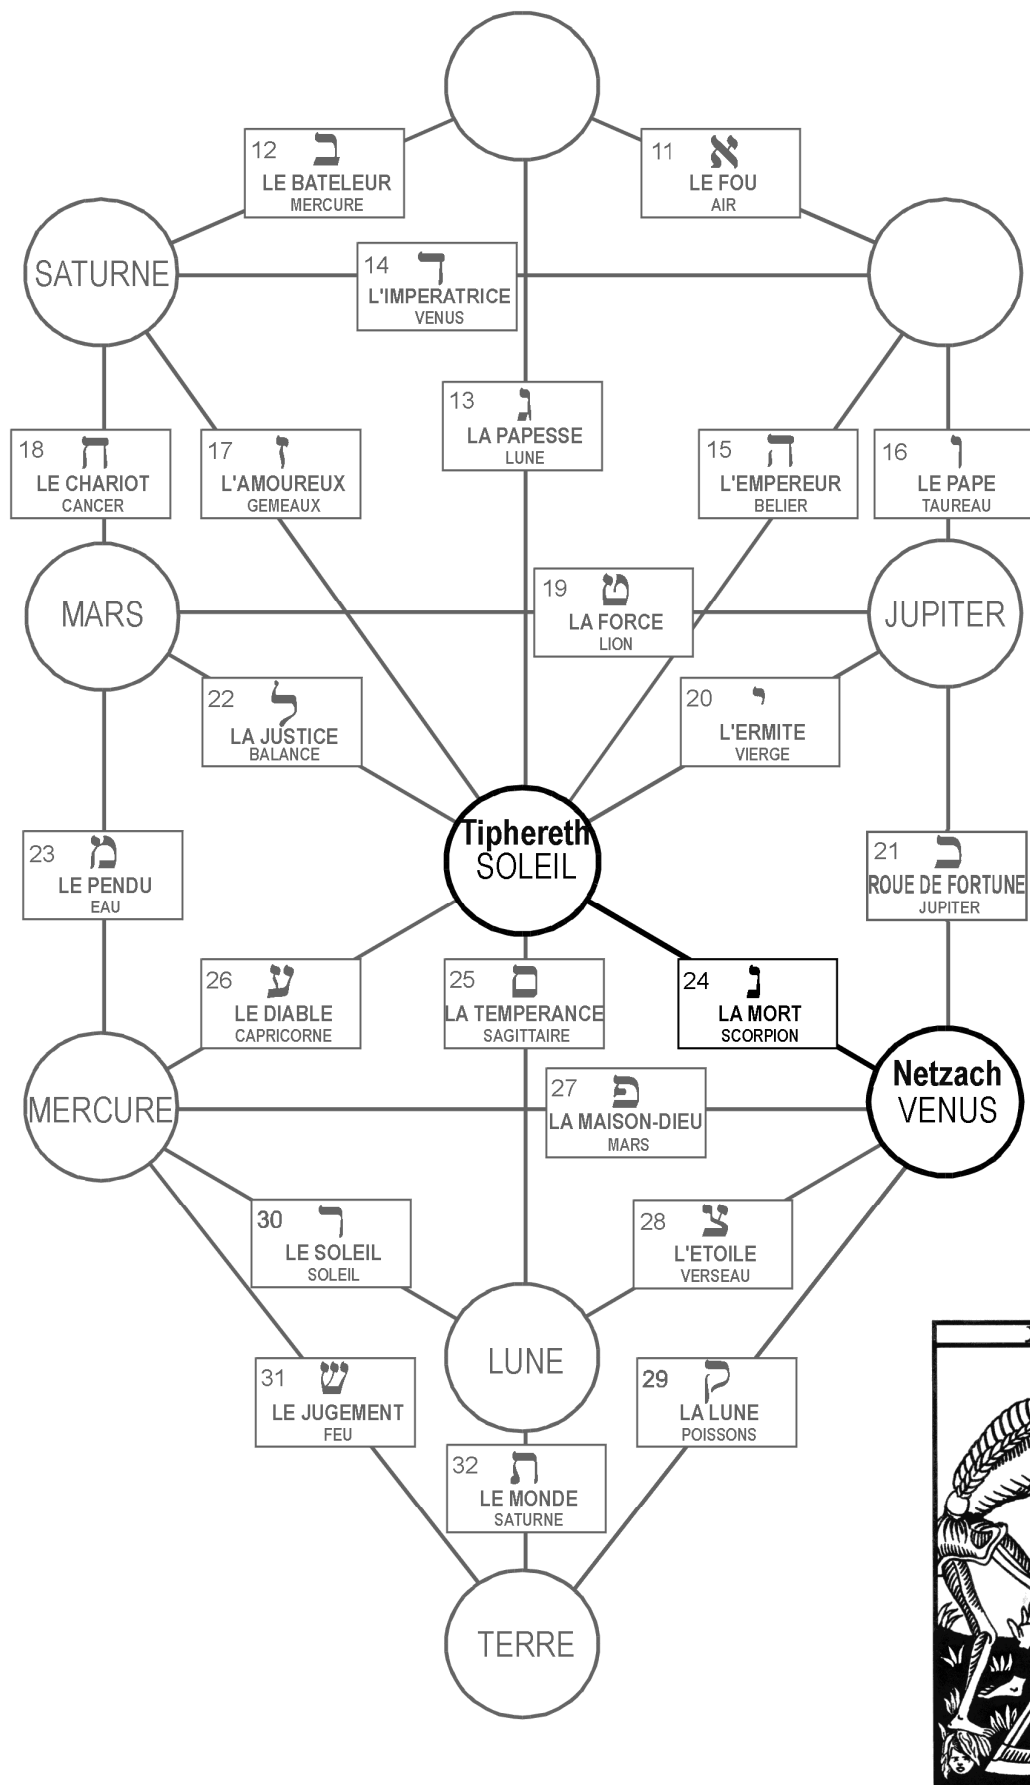 12 ב
LE BATELEUR
MERCURE
11 א
LE FOU
AIR
SATURNE
14 ד
L'IMPERATRICE
VENUS
13 ג
LA PAPESSE
LUNE
18 ח
LE CHARIOT
CANCER
17 ז
L'AMOUREUX
GEMEAUX
15 ה
L'EMPEREUR
BELIER
16 ו
LE PAPE
TAUREAU
MARS
19 ט
LA FORCE
LION
JUPITER
22 ל
LA JUSTICE
BALANCE
20 י
L'ERMITE
VIERGE
Tiphereth
SOLEIL
23 מ
LE PENDU
EAU
21 כ
ROUE DE FORTUNE
JUPITER
26 ע
LE DIABLE
CAPRICORNE
25 ם
LA TEMPERANCE
SAGITTAIRE
24 נ
LA MORT
SCORPION
MERCURE
27 פ
LA MAISON-DIEU
MARS
Netzach
VENUS
30 ר
LE SOLEIL
SOLEIL
28 צ
L'ETOILE
VERSEAU
LUNE
31 ש
LE JUGEMENT
FEU
29 ק
LA LUNE
POISSONS
32 ת
LE MONDE
SATURNE
TERRE